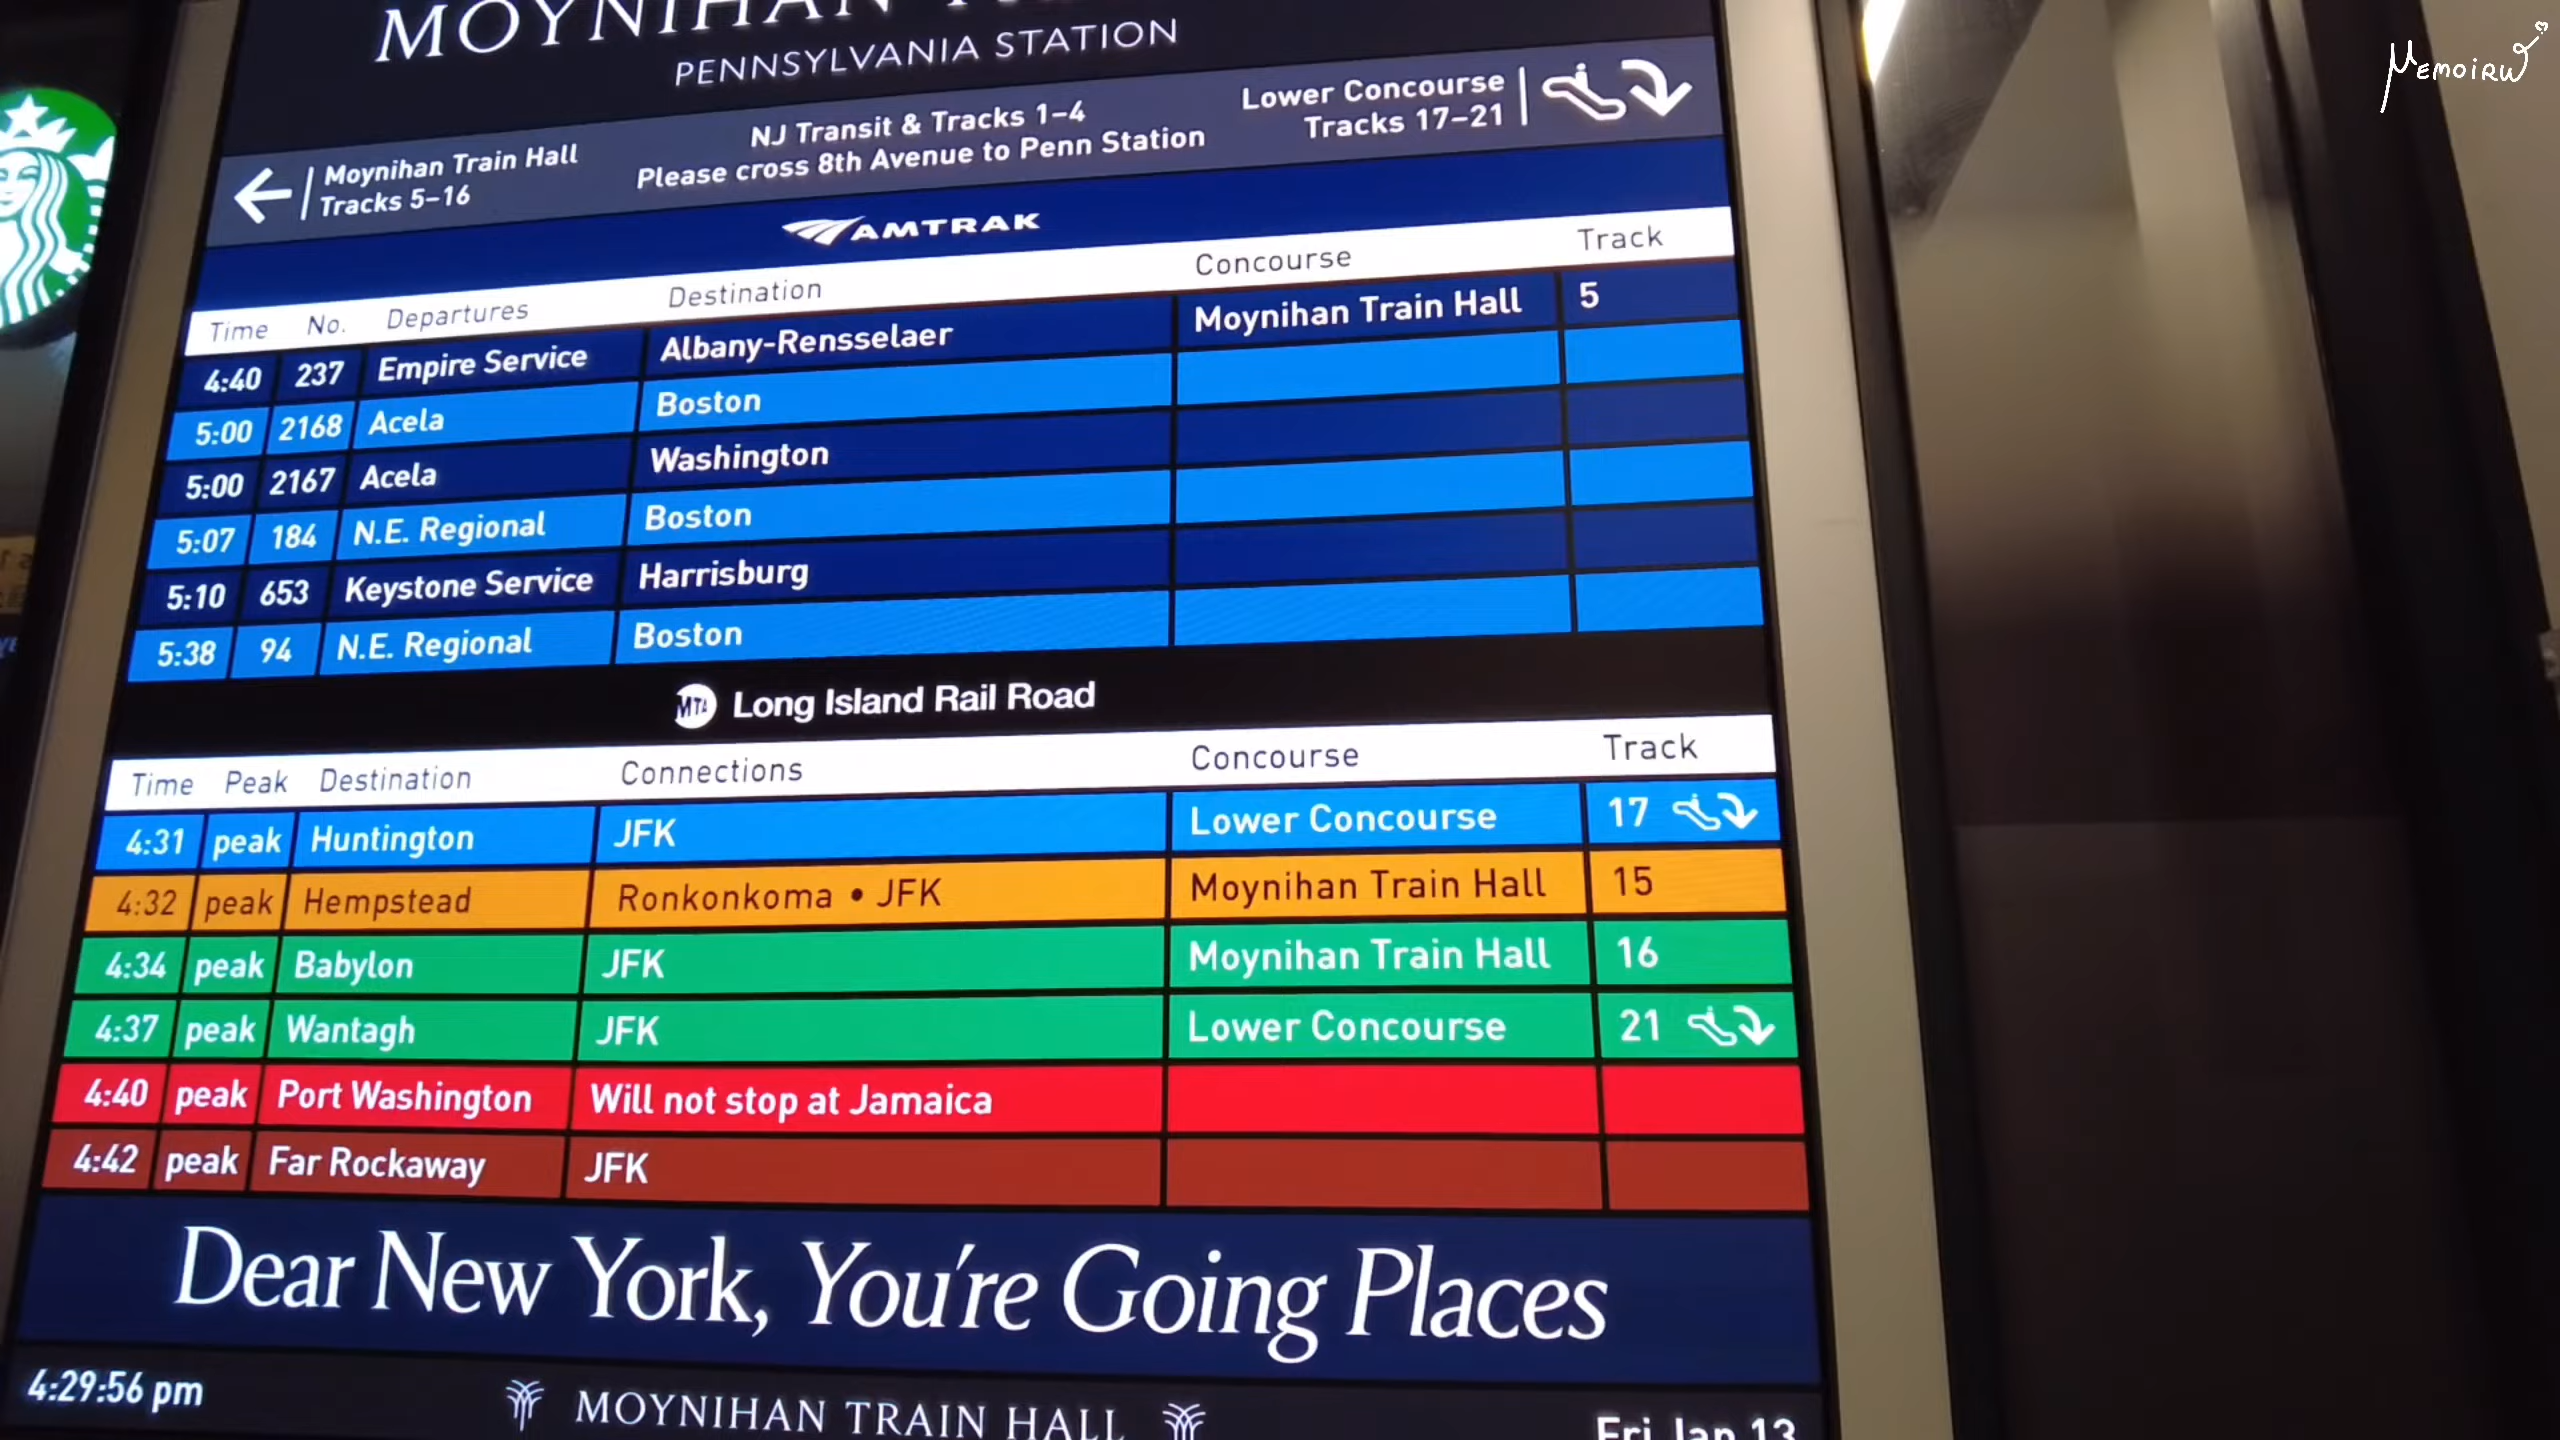 MOYNIHAN
PENNSYLVANIA STATION
Moynihan Train Hall
Tracks 5–16
NJ Transit & Tracks 1–4
Please cross 8th Avenue to Penn Station
Lower Concourse
Tracks 17–21
AMTRAK
Time No. Departures Destination Concourse Track
4:40 237 Empire Service Albany-Rensselaer Moynihan Train Hall 5
5:00 2168 Acela Boston
5:00 2167 Acela Washington
5:07 184 N.E. Regional Boston
5:10 653 Keystone Service Harrisburg
5:38 94 N.E. Regional Boston
MTA Long Island Rail Road
Time Peak Destination Connections Concourse Track
4:31 peak Huntington JFK Lower Concourse 17
4:32 peak Hempstead Ronkonkoma • JFK Moynihan Train Hall 15
4:34 peak Babylon JFK Moynihan Train Hall 16
4:37 peak Wantagh JFK Lower Concourse 21
4:40 peak Port Washington Will not stop at Jamaica
4:42 peak Far Rockaway JFK
Dear New York, You're Going Places
4:29:56 pm
MOYNIHAN TRAIN HALL
Fri Jan 13